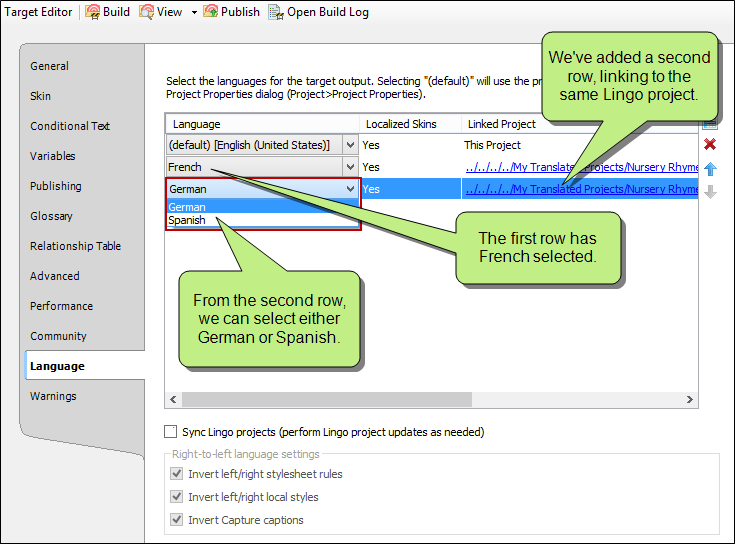 Target Editor Build View Publish Open Build Log
General
Skin
Conditional Text
Variables
Publishing
Glossary
Relationship Table
Advanced
Performance
Community
Language
Warnings
Select the languages for the target output. Selecting "(default)" will use the
Project Properties dialog (Project>Project Properties).
We've added a second
row, linking to the
same Lingo project.
Language Localized Skins Linked Project
(default) [English (United States)] Yes This Project
French Yes ../../../../My Translated Projects/Nursery Rhyme
German Yes ../../../../My Translated Projects/Nursery Rhyme
German
Spanish
The first row has
French selected.
From the second row,
we can select either
German or Spanish.
Sync Lingo projects (perform Lingo project updates as needed)
Right-to-left language settings
Invert left/right stylesheet rules
Invert left/right local styles
Invert Capture captions